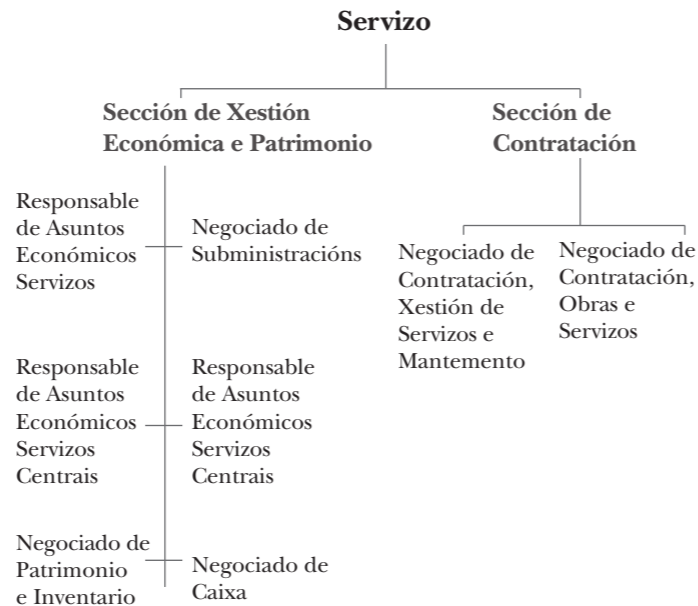 Servizo
Sección de Xestión
Económica e Patrimonio
Sección de
Contratación
Responsable
de Asuntos
Económicos
Servizos
Negociado de
Subministracións
Negociado de
Contratación,
Xestión de
Servizos e
Mantemento
Negociado de
Contratación,
Obras e
Servizos
Responsable
de Asuntos
Económicos
Servizos
Centrais
Responsable
de Asuntos
Económicos
Servizos
Centrais
Negociado de
Patrimonio
e Inventario
Negociado de
Caixa